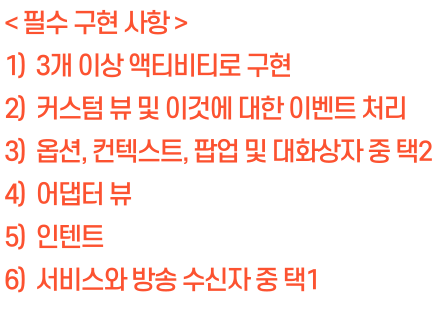 < 필수 구현 사항 >
1) 3개 이상 액티비티로 구현
2) 커스텀 뷰 및 이것에 대한 이벤트 처리
3) 옵션, 컨텍스트, 팝업 및 대화상자 중 택2
4) 어댑터 뷰
5) 인텐트
6) 서비스와 방송 수신자 중 택1